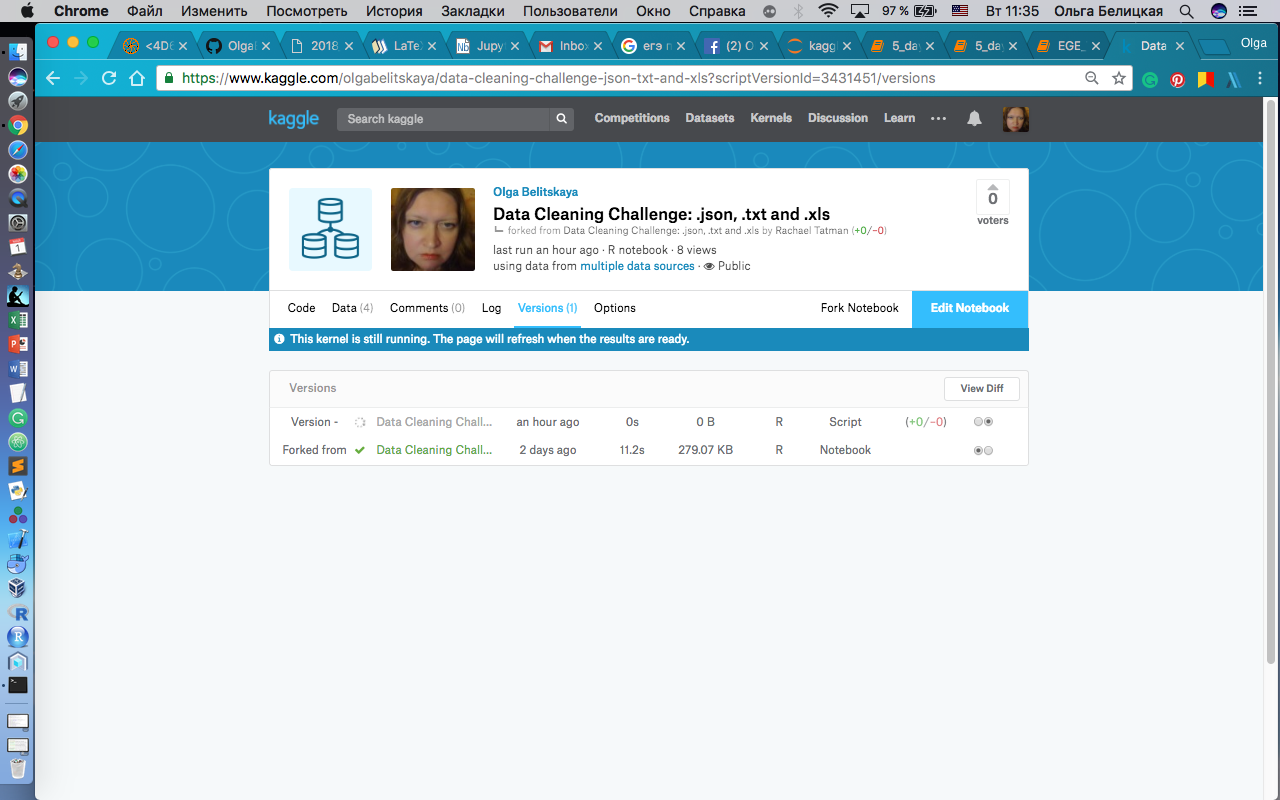 Chrome Файл Изменить Посмотреть История Закладки Пользователи Окно Справка 97 % Вт 11:35 Ольга Белицкая
<4D6 Olgal 2018 LaTe Jupy Inbox егэ п (2) O kaggl 5_day 5_day EGE_ Data Olga
https://www.kaggle.com/olgabelitskaya/data-cleaning-challenge-json-txt-and-xls?scriptVersionId=3431451/versions
kaggle Search kaggle Competitions Datasets Kernels Discussion Learn
Olga Belitskaya
Data Cleaning Challenge: .json, .txt and .xls
forked from Data Cleaning Challenge: .json, .txt and .xls by Rachael Tatman (+0/−0)
last run an hour ago · R notebook · 8 views
using data from multiple data sources · Public
0
voters
Code Data (4) Comments (0) Log Versions (1) Options Fork Notebook Edit Notebook
This kernel is still running. The page will refresh when the results are ready.
Versions View Diff
Version - Data Cleaning Chall... an hour ago 0s 0 B R Script (+0/−0)
Forked from Data Cleaning Chall... 2 days ago 11.2s 279.07 KB R Notebook